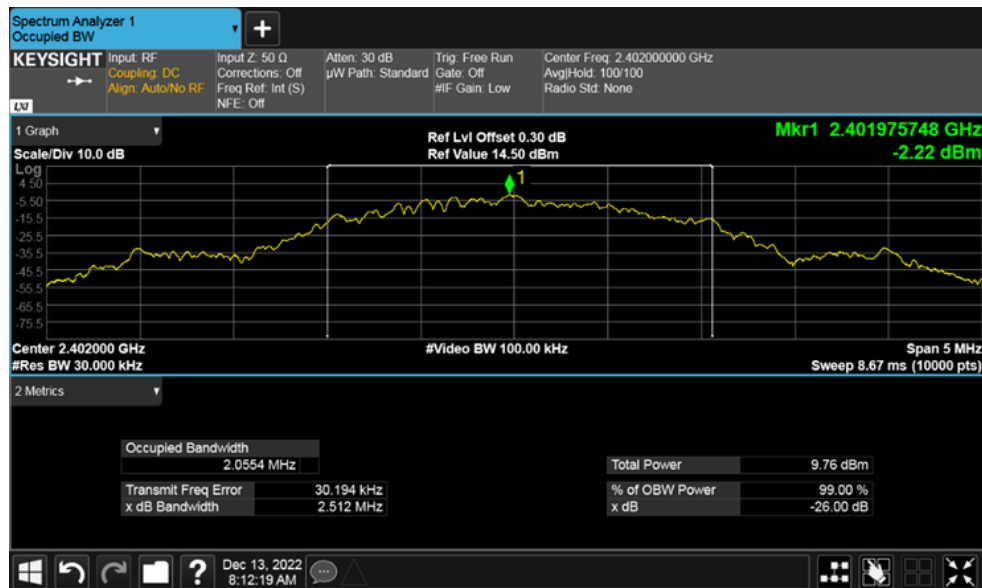 Spectrum Analyzer 1
Occupied BW
+
KEYSIGHT
Input: RF
Coupling: DC
Align: Auto/No RF
Input Z: 50 Ω
Corrections: Off
Freq Ref: Int (S)
NFE: Off
Atten: 30 dB
µW Path: Standard
Trig: Free Run
Gate: Off
#IF Gain: Low
Center Freq: 2.402000000 GHz
Avg|Hold: 100/100
Radio Std: None
LXI
1 Graph
Scale/Div 10.0 dB
Ref Lvl Offset 0.30 dB
Ref Value 14.50 dBm
Mkr1 2.401975748 GHz
-2.22 dBm
Log
4.50
-5.50
-15.5
-25.5
-35.5
-45.5
-55.5
-65.5
-75.5
1
Center 2.402000 GHz
#Res BW 30.000 kHz
#Video BW 100.00 kHz
Span 5 MHz
Sweep 8.67 ms (10000 pts)
2 Metrics
Occupied Bandwidth
2.0554 MHz
Transmit Freq Error 30.194 kHz
x dB Bandwidth 2.512 MHz
Total Power 9.76 dBm
% of OBW Power 99.00 %
x dB -26.00 dB
?
Dec 13, 2022
8:12:19 AM